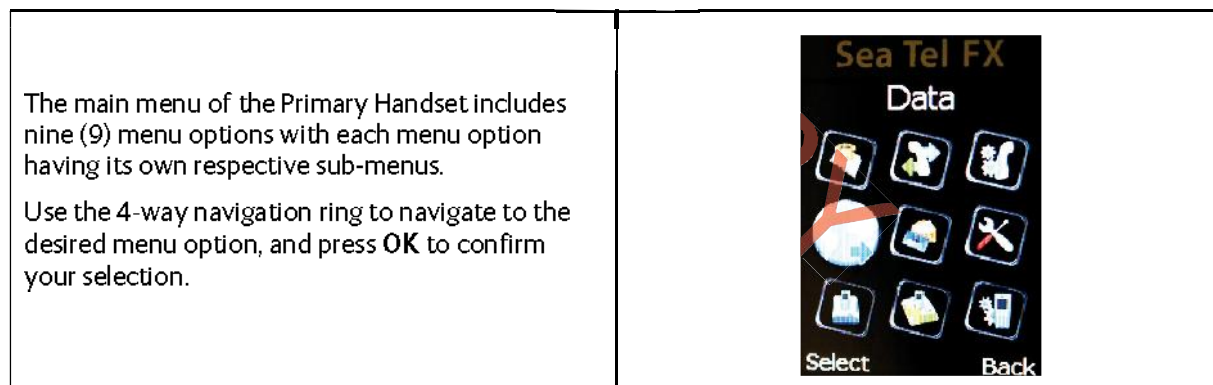 The main menu of the Primary Handset includes
nine (9) menu options with each menu option
having its own respective sub-menus.
Use the 4-way navigation ring to navigate to the
desired menu option, and press OK to confirm
your selection.
Sea Tel FX
Data
Select
Back